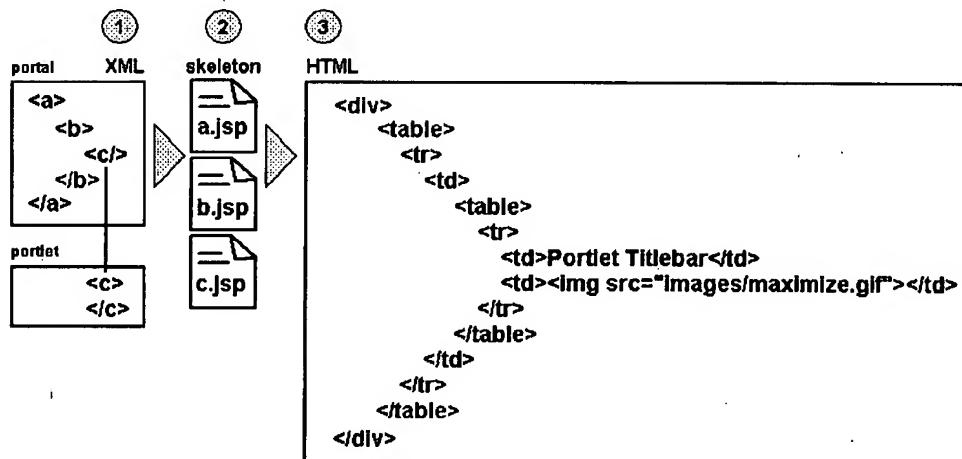 1 2 3
portal XML skeleton HTML
<a>
<b>
<c/>
</b>
</a>
portlet
<c>
</c>
a.jsp
b.jsp
c.jsp
<div>
<table>
<tr>
<td>
<table>
<tr>
<td>Portlet Titlebar</td>
<td><img src="images/maximize.gif"></td>
</tr>
</table>
</td>
</tr>
</table>
</div>